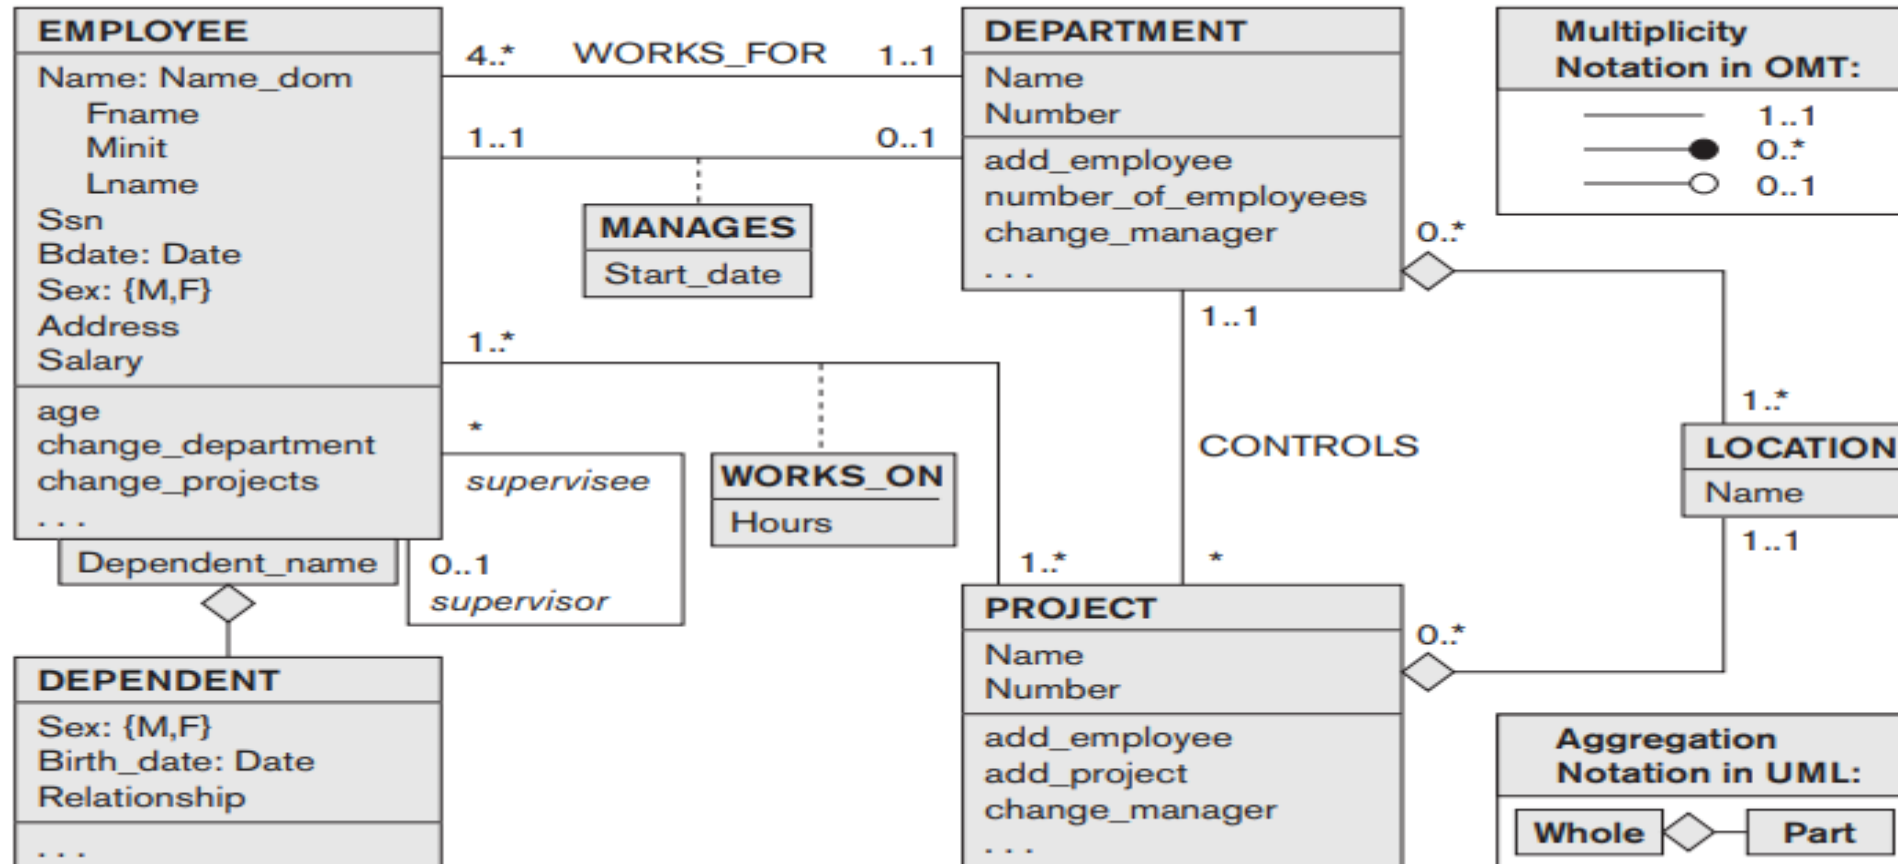 EMPLOYEE
Name: Name_dom
Fname
Minit
Lname
Ssn
Bdate: Date
Sex: {M,F}
Address
Salary
age
change_department
change_projects
. . .
Dependent_name
DEPENDENT
Sex: {M,F}
Birth_date: Date
Relationship
. . .
4..*
WORKS_FOR
1..1
1..1
0..1
MANAGES
Start_date
1..*
*
supervisee
0..1
supervisor
WORKS_ON
Hours
1..*
DEPARTMENT
Name
Number
add_employee
number_of_employees
change_manager
. . .
1..1
CONTROLS
*
PROJECT
Name
Number
add_employee
add_project
change_manager
. . .
Multiplicity
Notation in OMT:
1..1
0..*
0..1
0..*
1..*
LOCATION
Name
1..1
0..*
Aggregation
Notation in UML:
Whole
Part